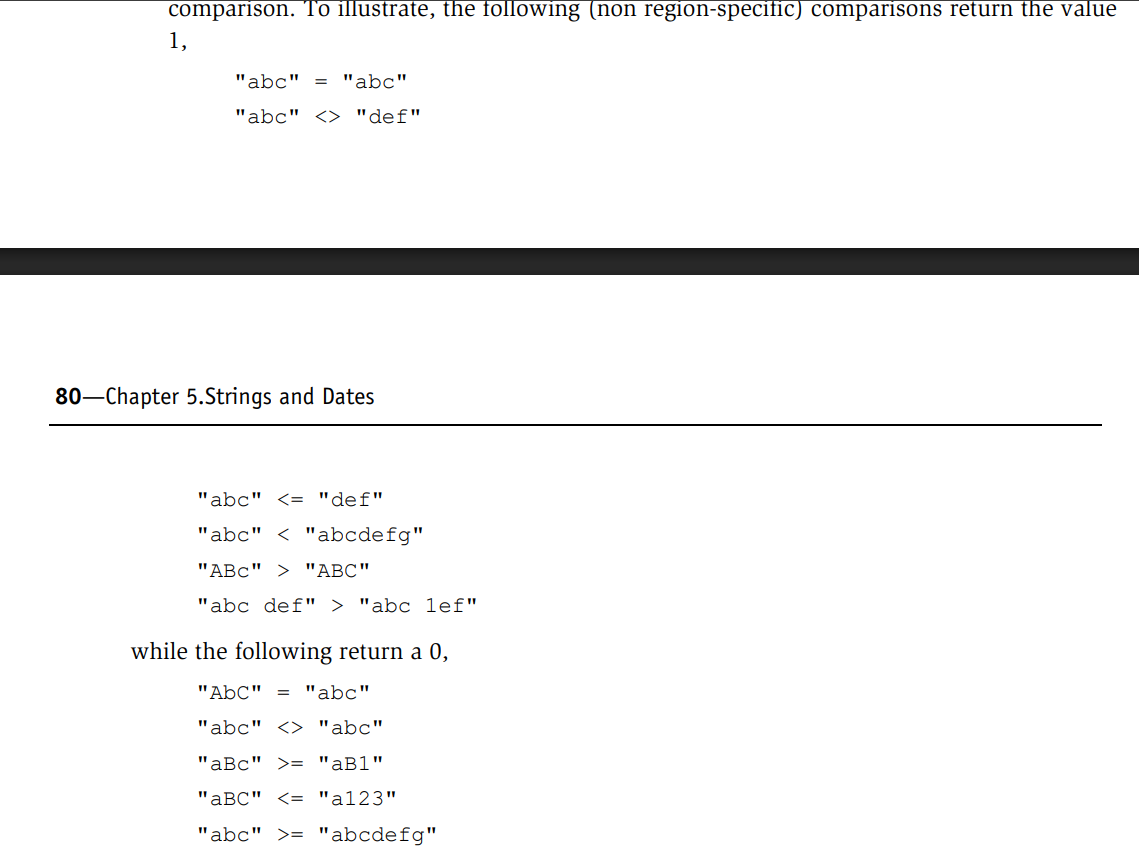 comparison. To illustrate, the following (non region-specific) comparisons return the value
1,
"abc" = "abc"
"abc" <> "def"
80—Chapter 5.Strings and Dates
"abc" <= "def"
"abc" < "abcdefg"
"ABc" > "ABC"
"abc def" > "abc 1ef"
while the following return a 0,
"AbC" = "abc"
"abc" <> "abc"
"aBc" >= "aB1"
"aBC" <= "a123"
"abc" >= "abcdefg"